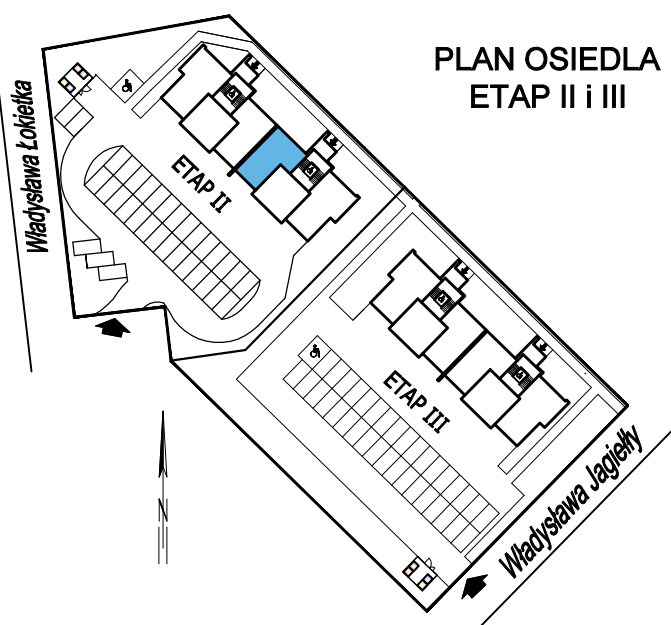 PLAN OSIEDLA
ETAP II i III
Władysława Łokietka
ETAP II
ETAP III
Władysława Jagiełły
N